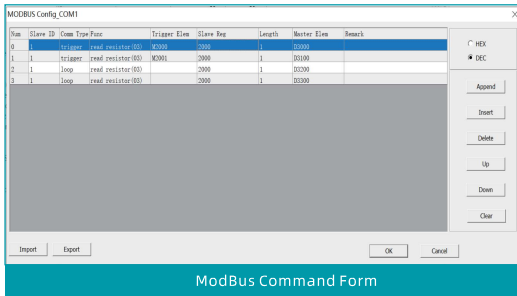 MODBUS Config_COM1 X
Num Slave ID Comm Type Func Trigger Elem Slave Reg Length Master Elem Remark
0 1 trigger read resistor(03) M2000 2000 1 D3000
1 1 trigger read resistor(03) M2001 2000 1 D3100
2 1 loop read resistor(03) 2000 1 D3200
3 1 loop read resistor(03) 2000 1 D3300
HEX
DEC
Append
Insert
Delete
Up
Down
Clear
Import Export OK Cancel
ModBus Command Form